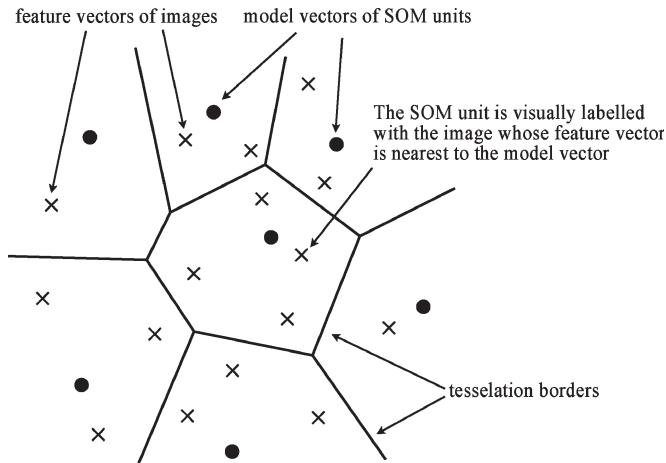 feature vectors of images
model vectors of SOM units
The SOM unit is visually labelled
with the image whose feature vector
is nearest to the model vector
tesselation borders